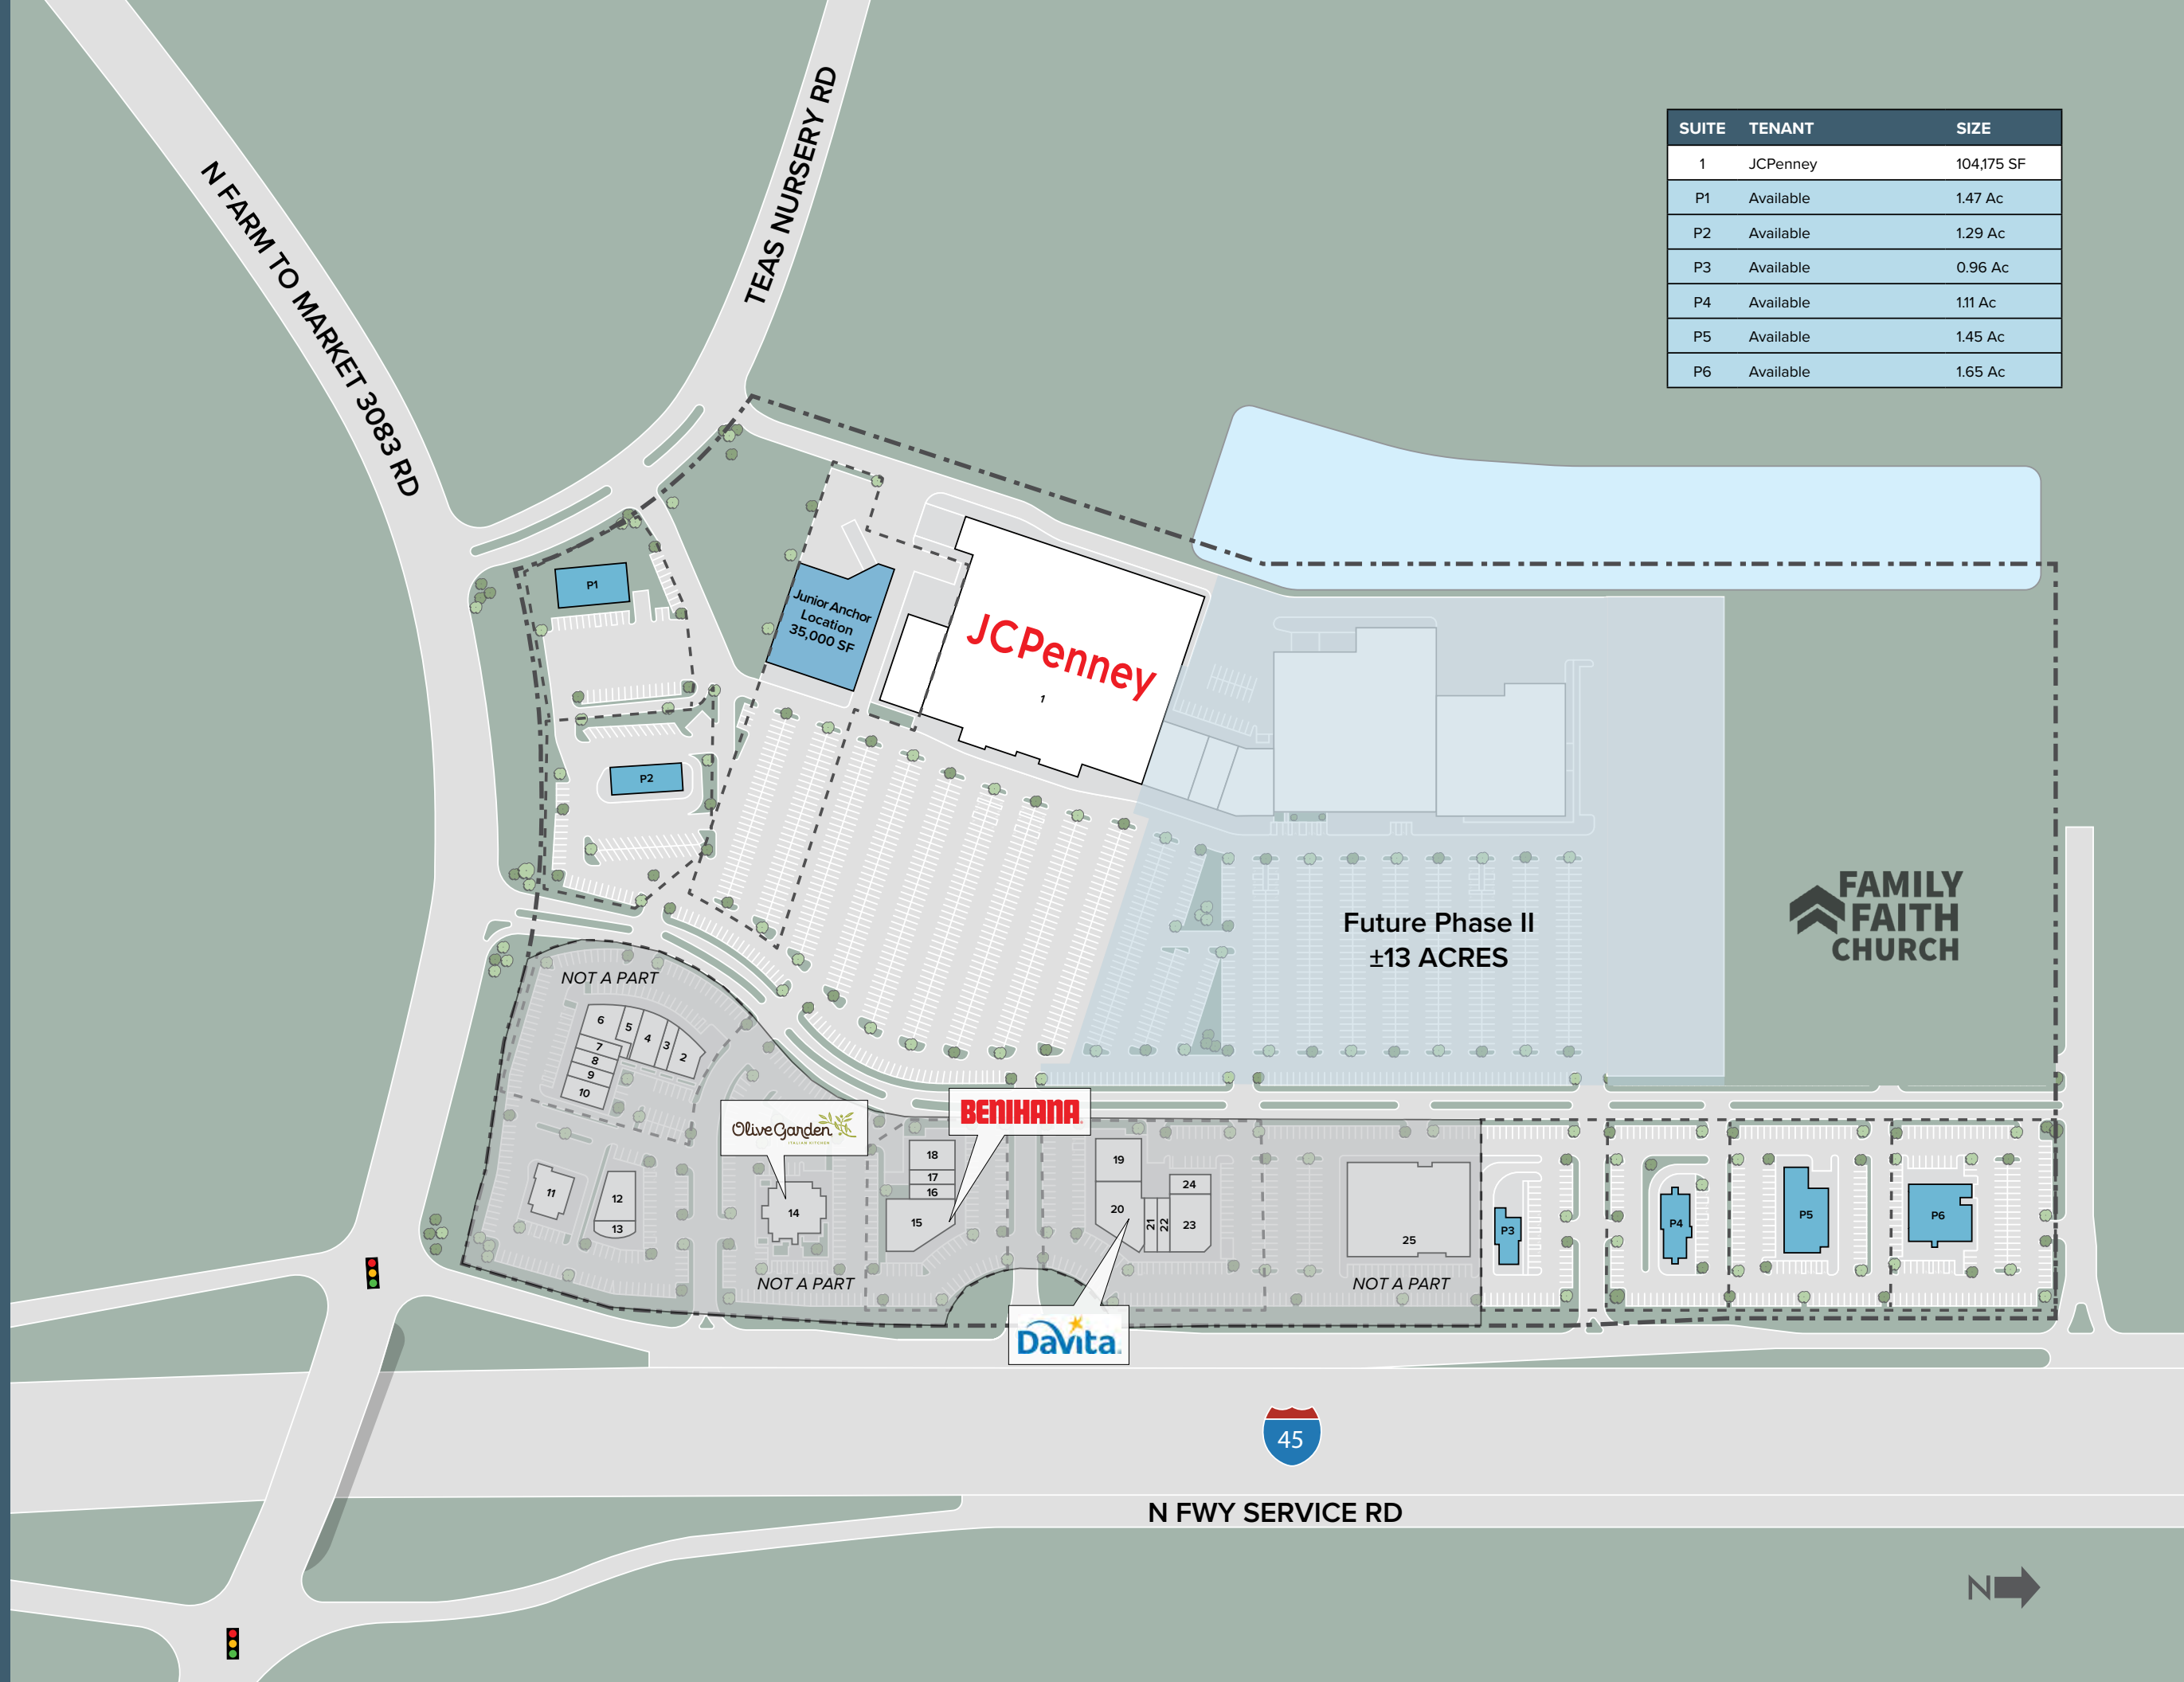 N FARM TO MARKET 3083 RD
TEAS NURSERY RD
SUITE TENANT SIZE
1 JCPenney 104,175 SF
P1 Available 1.47 Ac
P2 Available 1.29 Ac
P3 Available 0.96 Ac
P4 Available 1.11 Ac
P5 Available 1.45 Ac
P6 Available 1.65 Ac
P1
Junior Anchor
Location
35,000 SF
JCPenney
1
P2
Future Phase II
±13 ACRES
FAMILY
FAITH
CHURCH
NOT A PART
6
5
4
3
2
7
8
9
10
11
12
13
Olive Garden
ITALIAN KITCHEN
14
NOT A PART
BENIHANA
18
17
16
15
19
20
21
22
24
23
DaVita.
25
NOT A PART
P3
P4
P5
P6
45
N FWY SERVICE RD
N